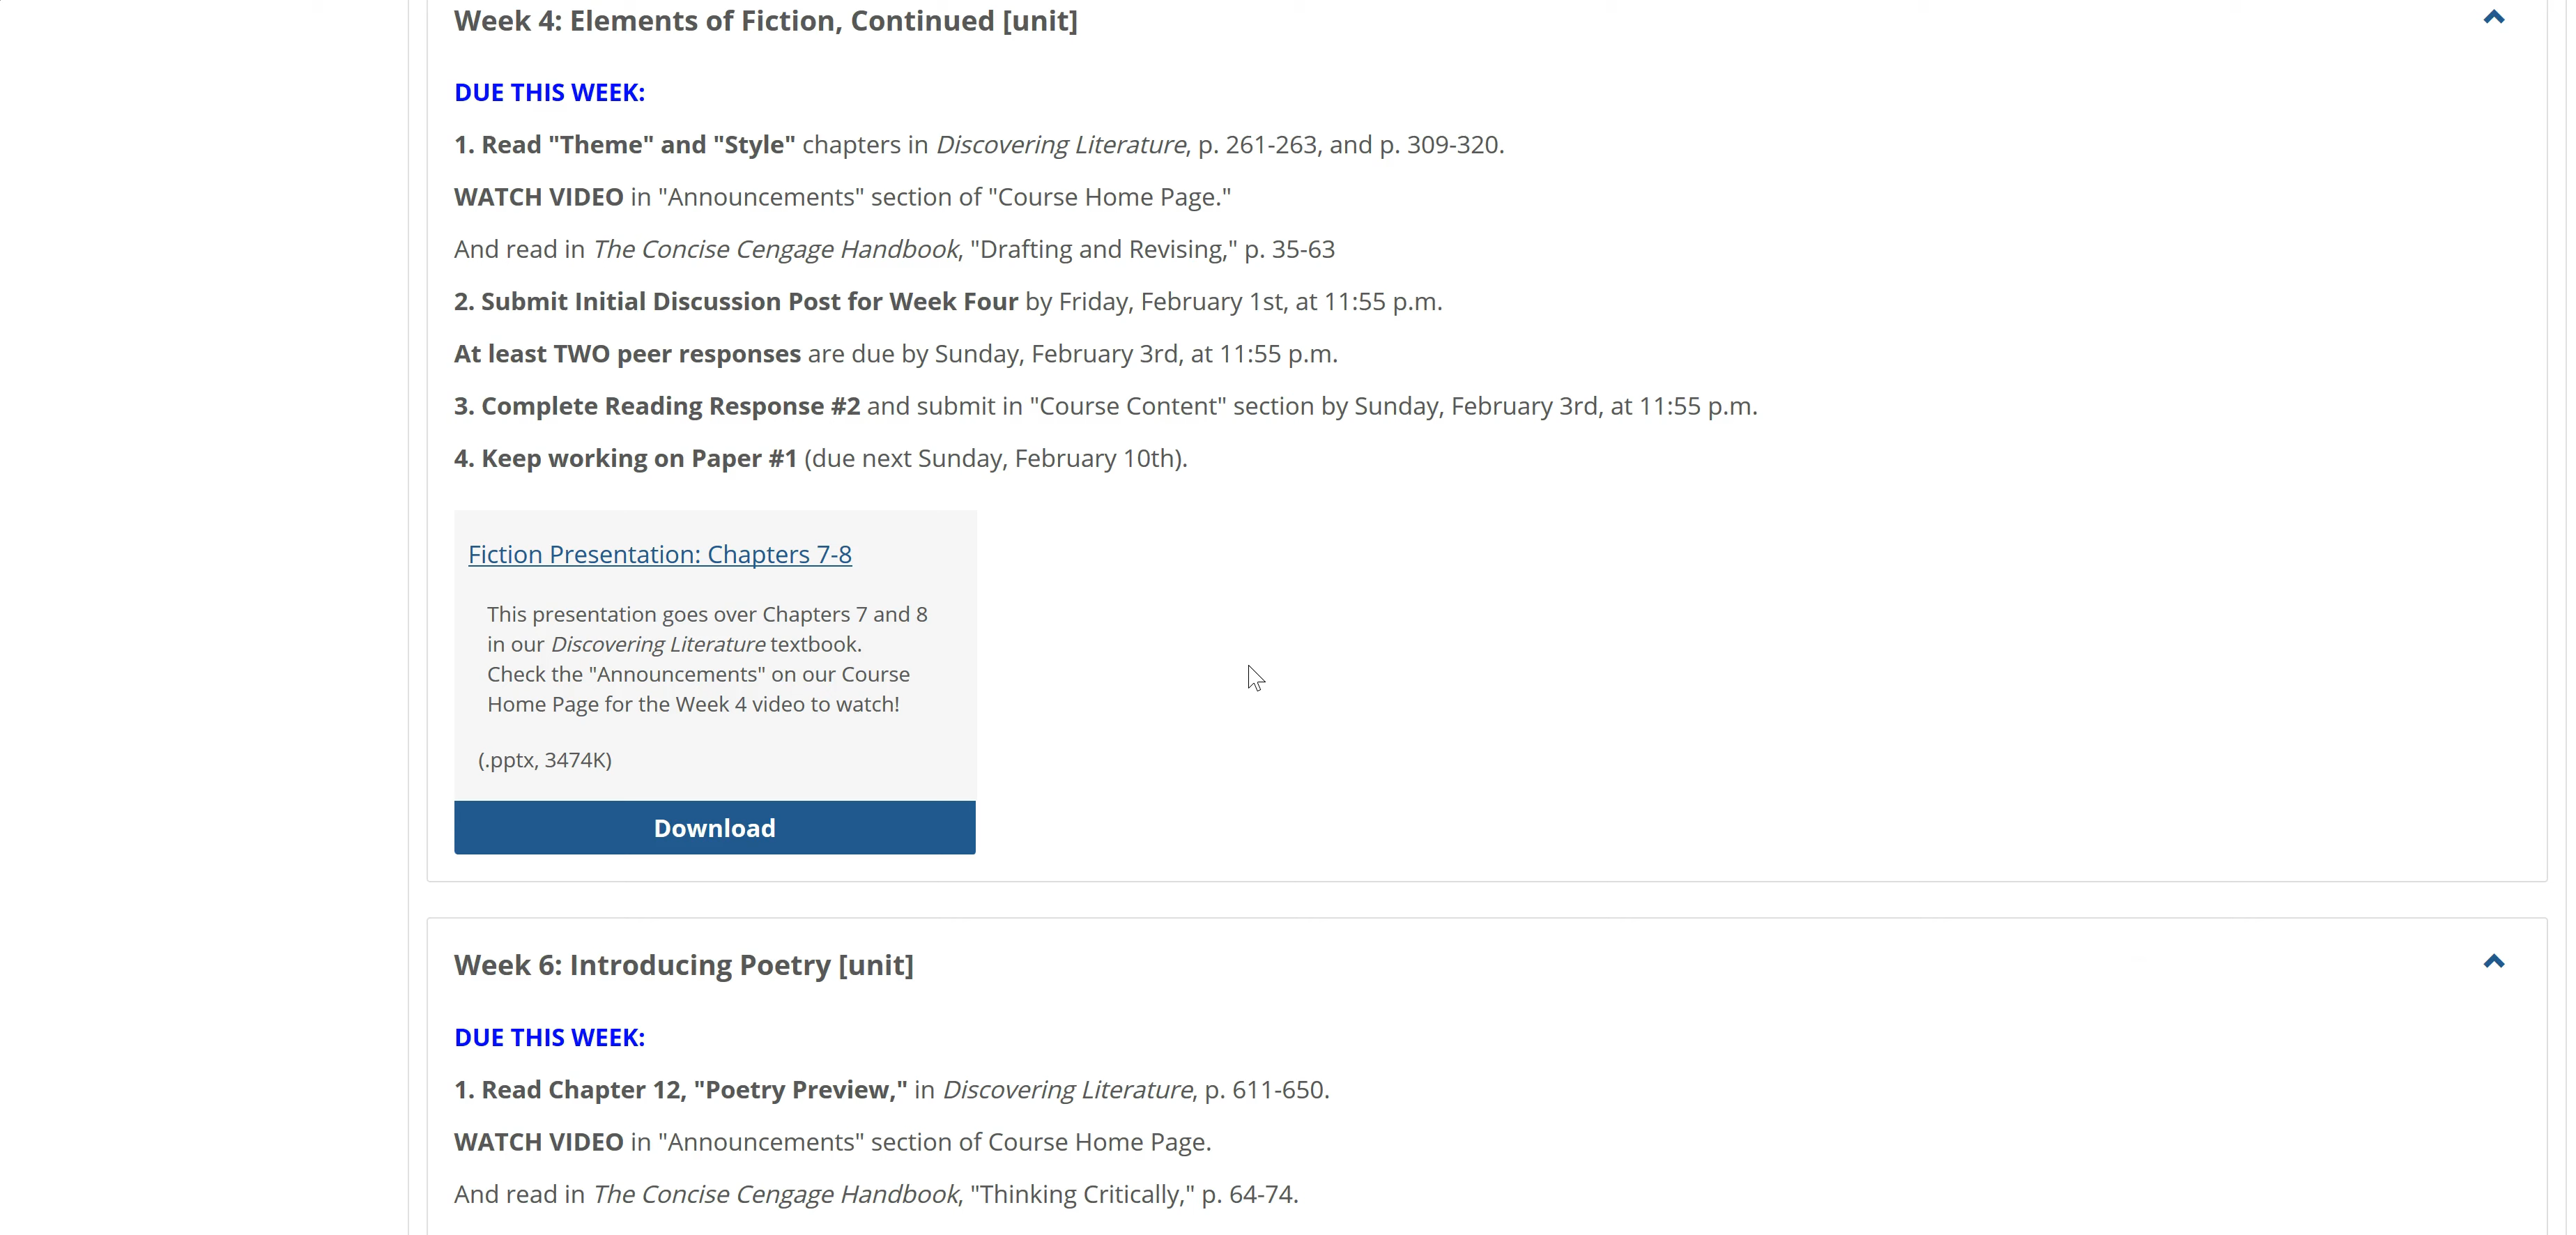 Week 4: Elements of Fiction, Continued [unit]
DUE THIS WEEK:
1. Read "Theme" and "Style" chapters in Discovering Literature, p. 261-263, and p. 309-320.
WATCH VIDEO in "Announcements" section of "Course Home Page."
And read in The Concise Cengage Handbook, "Drafting and Revising," p. 35-63
2. Submit Initial Discussion Post for Week Four by Friday, February 1st, at 11:55 p.m.
At least TWO peer responses are due by Sunday, February 3rd, at 11:55 p.m.
3. Complete Reading Response #2 and submit in "Course Content" section by Sunday, February 3rd, at 11:55 p.m.
4. Keep working on Paper #1 (due next Sunday, February 10th).
Fiction Presentation: Chapters 7-8
This presentation goes over Chapters 7 and 8
in our Discovering Literature textbook.
Check the "Announcements" on our Course
Home Page for the Week 4 video to watch!
(.pptx, 3474K)
Download
Week 6: Introducing Poetry [unit]
DUE THIS WEEK:
1. Read Chapter 12, "Poetry Preview," in Discovering Literature, p. 611-650.
WATCH VIDEO in "Announcements" section of Course Home Page.
And read in The Concise Cengage Handbook, "Thinking Critically," p. 64-74.